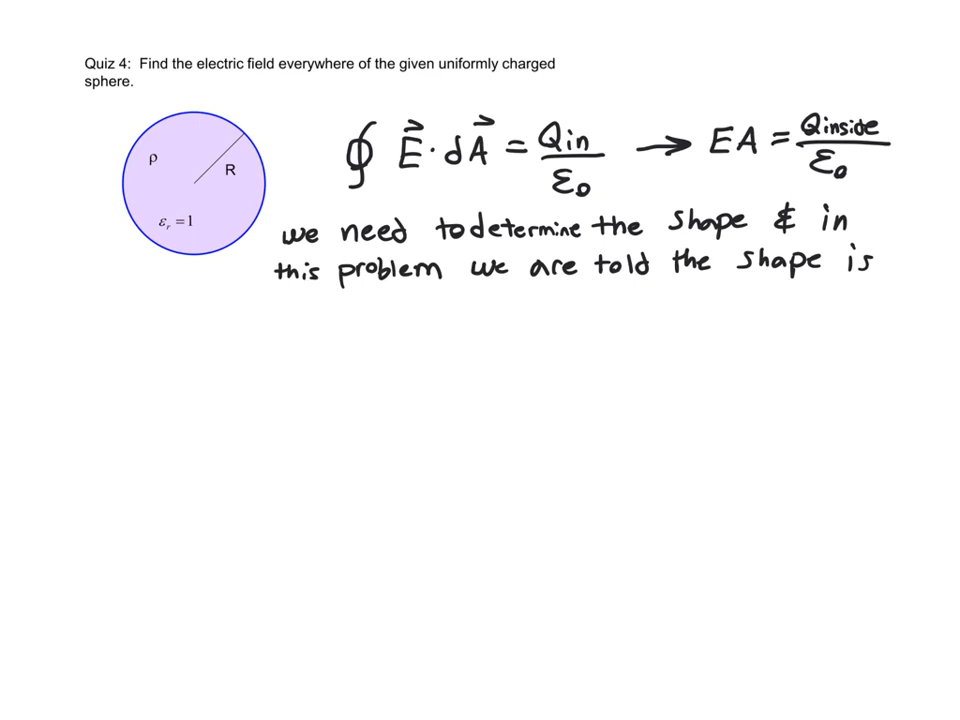 Quiz 4: Find the electric field everywhere of the given uniformly charged
sphere.
ρ
R
εᵣ = 1
∮ E⃗ · dA⃗ = Qin/ε₀ → EA = Qinside/ε₀
we need to determine the shape & in
this problem we are told the shape is